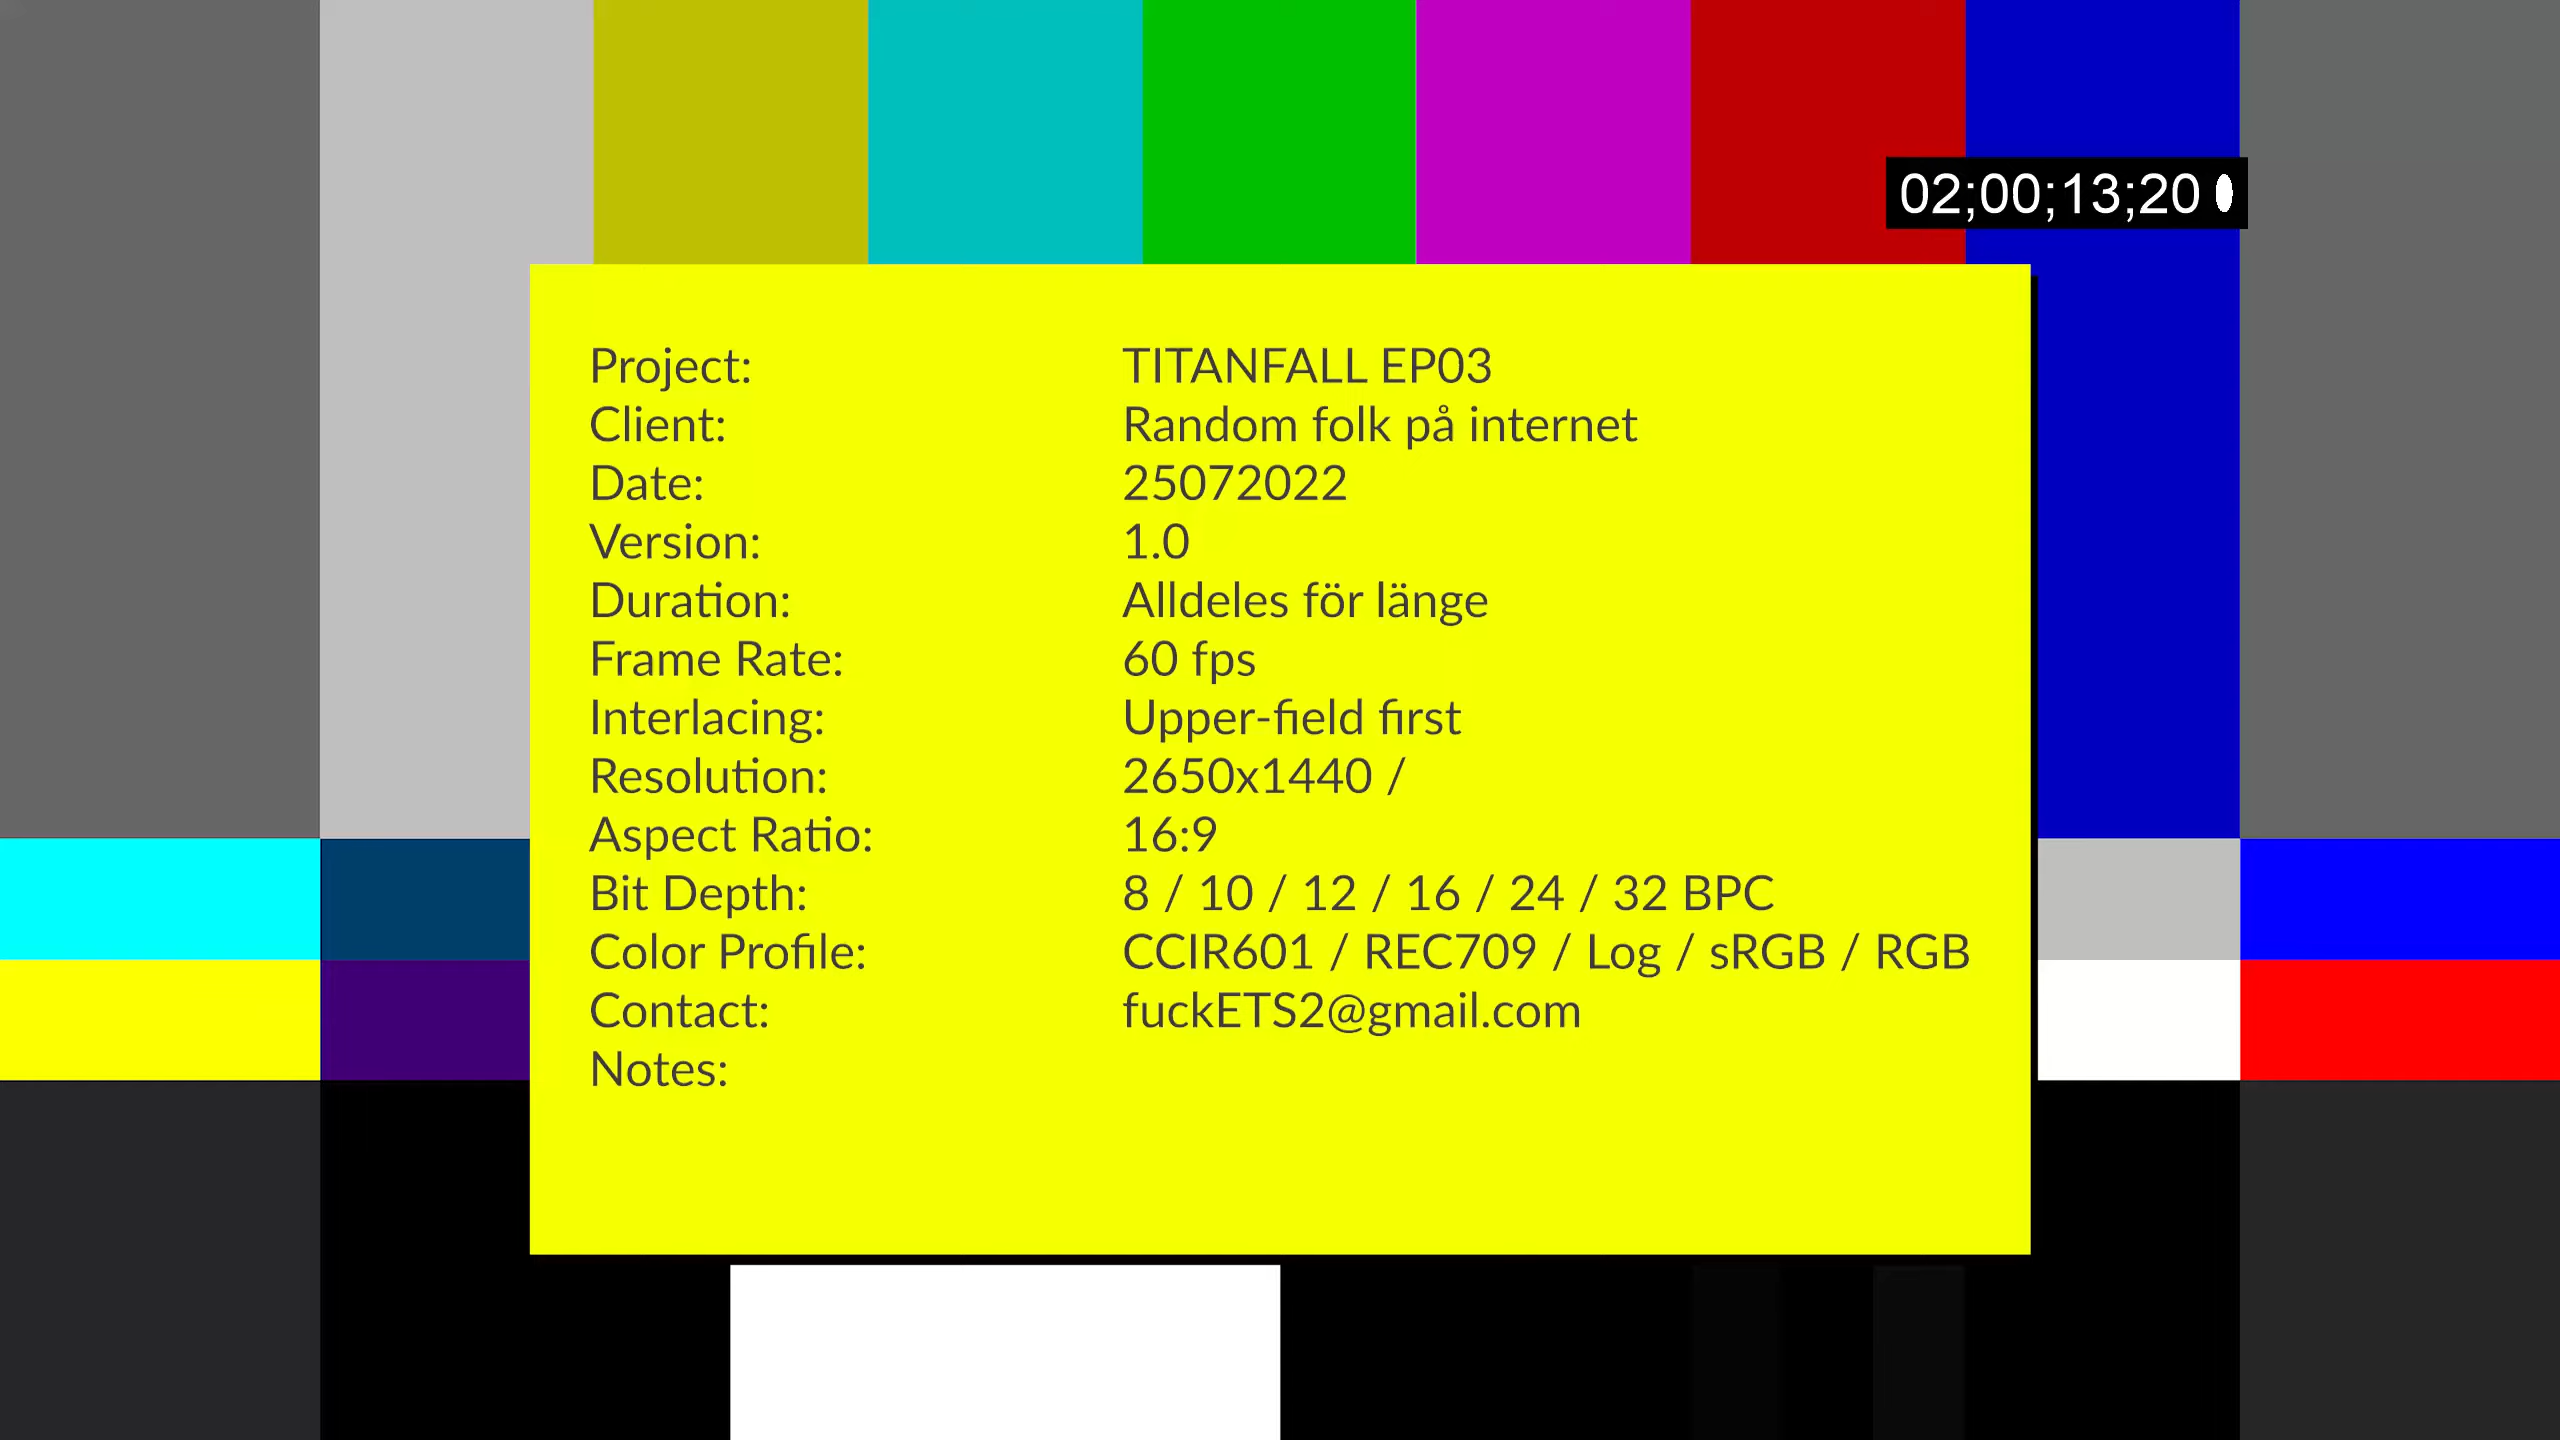 02;00;13;20
Project: TITANFALL EP03
Client: Random folk på internet
Date: 25072022
Version: 1.0
Duration: Alldeles för länge
Frame Rate: 60 fps
Interlacing: Upper-field first
Resolution: 2650x1440 /
Aspect Ratio: 16:9
Bit Depth: 8 / 10 / 12 / 16 / 24 / 32 BPC
Color Profile: CCIR601 / REC709 / Log / sRGB / RGB
Contact: fuckETS2@gmail.com
Notes: